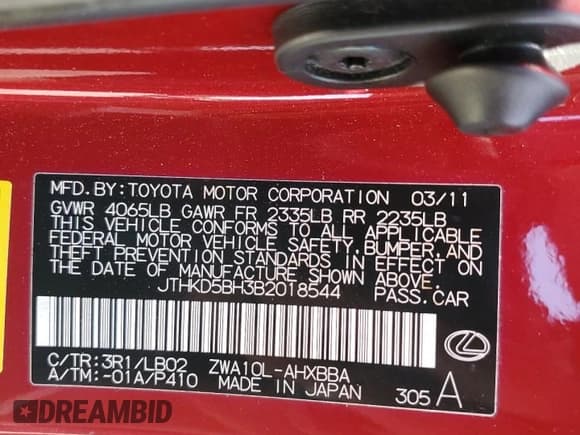 MFD.BY:TOYOTA MOTOR CORPORATION 03/11
GVWR 4065LB GAWR FR 2335LB RR 2235LB
THIS VEHICLE CONFORMS TO ALL APPLICABLE
FEDERAL MOTOR VEHICLE SAFETY,BUMPER,AND
THEFT PREVENTION STANDARDS IN EFFECT ON
THE DATE OF MANUFACTURE SHOWN ABOVE.
JTHKD5BH3B2018544 PASS.CAR
C/TR:3R1/LB02 ZWA10L-AHXBBA
A/TM:-01A/P410 MADE IN JAPAN 305 A
DREAMBID